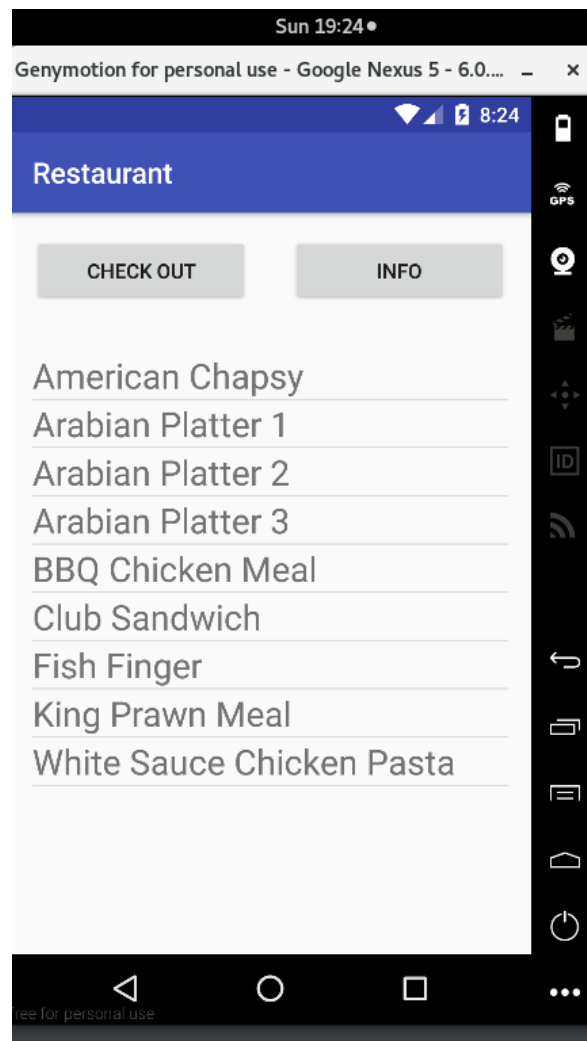 Sun 19:24
Genymotion for personal use - Google Nexus 5 - 6.0....
8:24
Restaurant
GPS
CHECK OUT INFO
American Chapsy
Arabian Platter 1
Arabian Platter 2
ID
Arabian Platter 3
BBQ Chicken Meal
Club Sandwich
Fish Finger
King Prawn Meal
White Sauce Chicken Pasta
ree for personal use